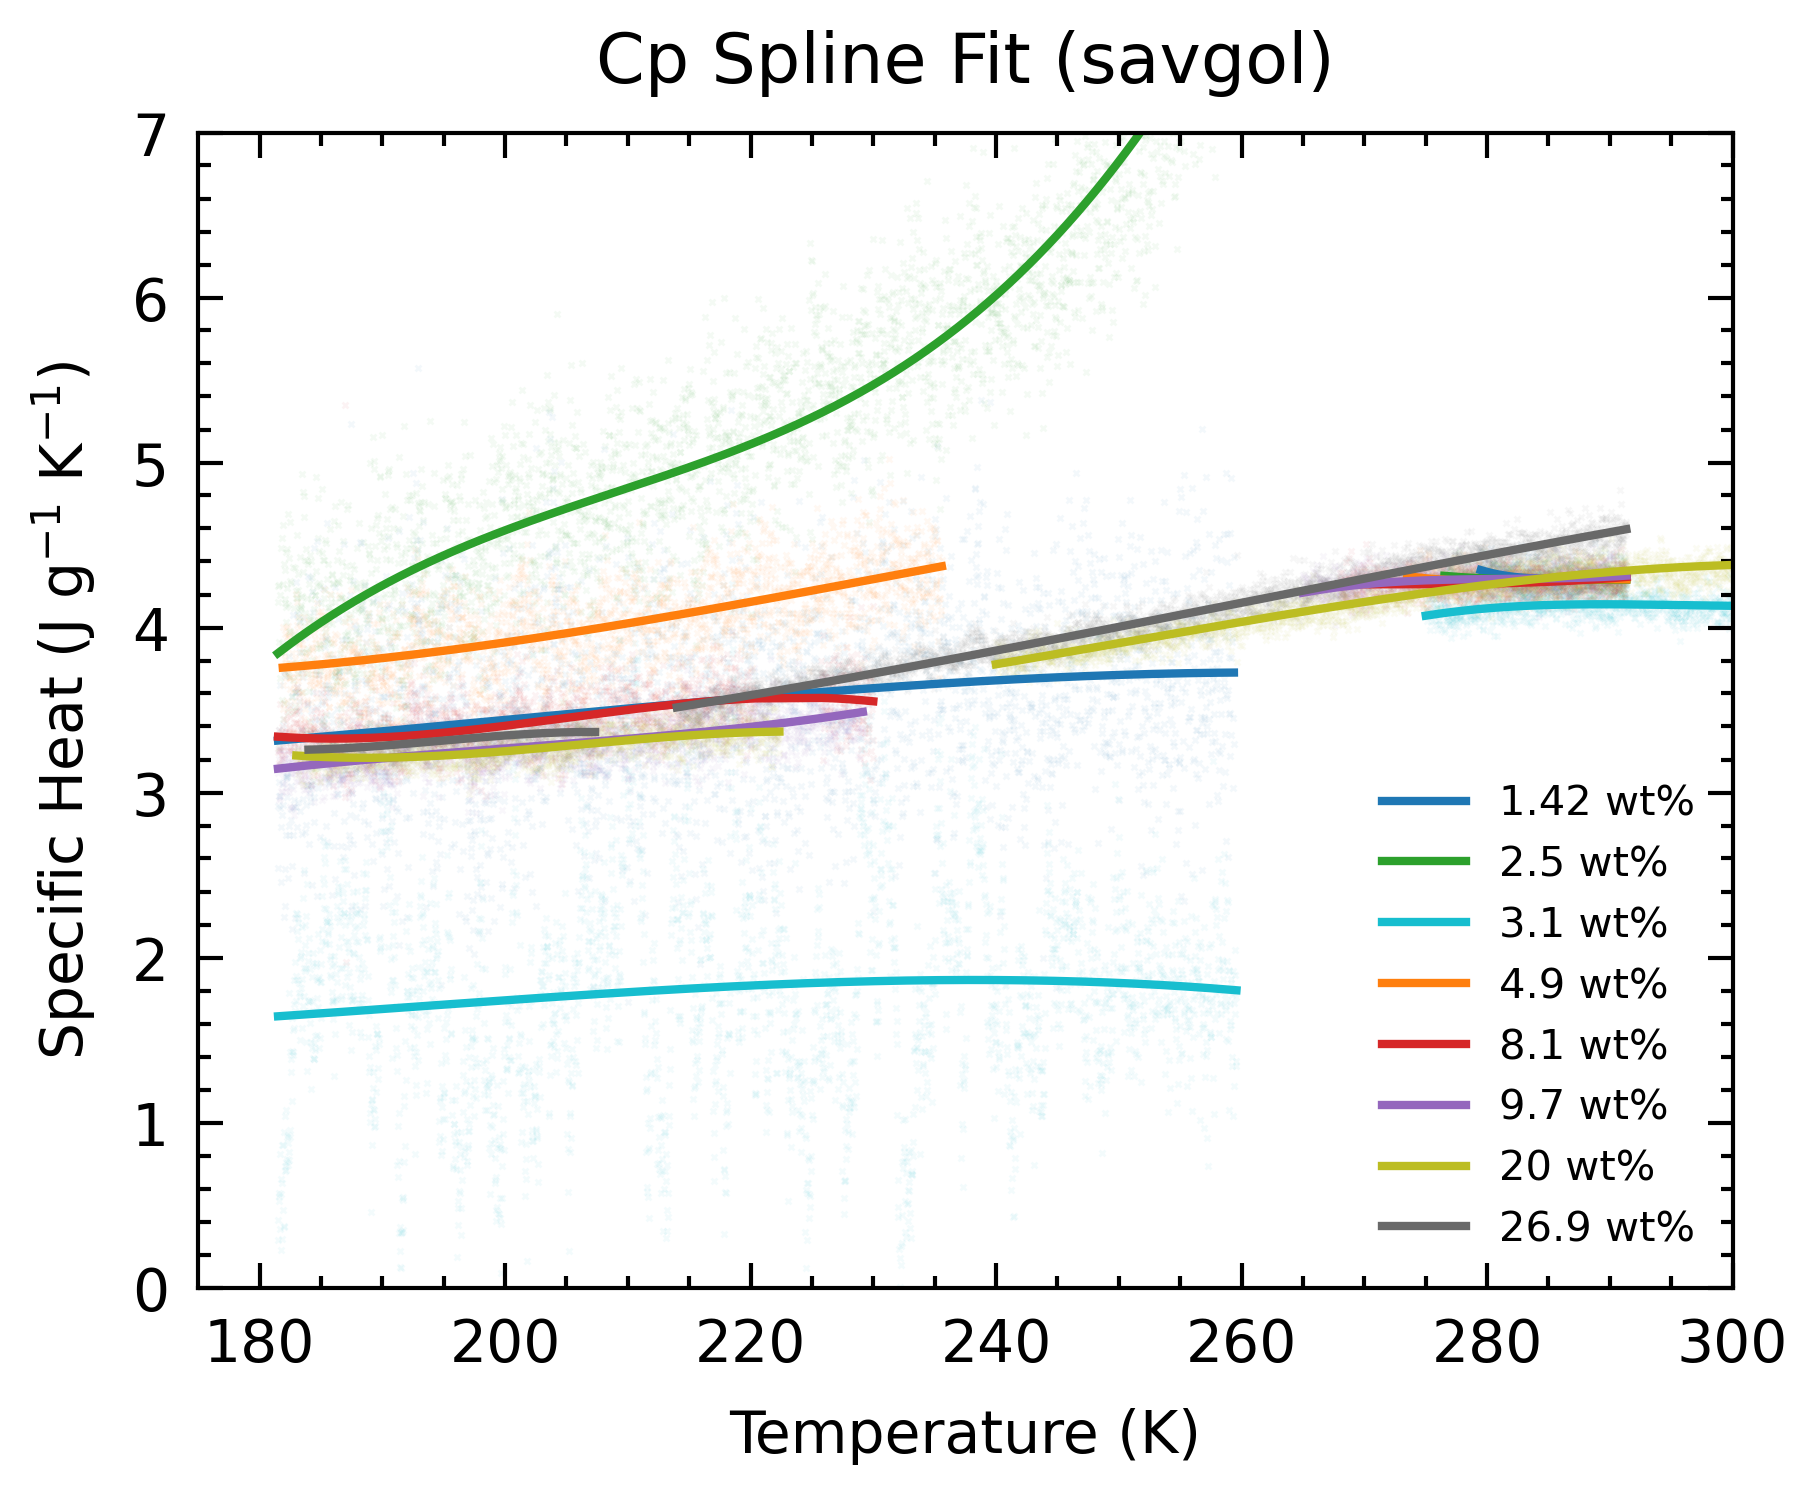 Cp Spline Fit (savgol)
7
6
5
4
3
2
1
0
Specific Heat (J g⁻¹ K⁻¹)
1.42 wt%
2.5 wt%
3.1 wt%
4.9 wt%
8.1 wt%
9.7 wt%
20 wt%
26.9 wt%
180 200 220 240 260 280 300
Temperature (K)